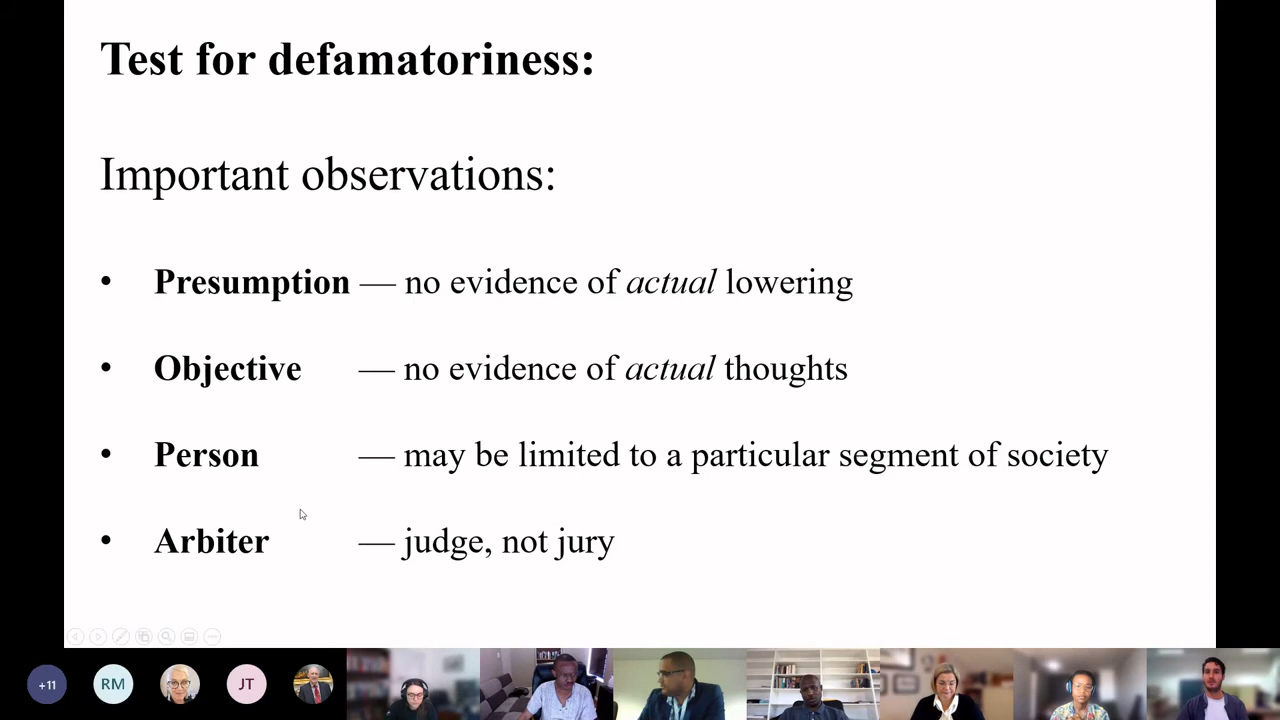 Test for defamatoriness:
Important observations:
• Presumption — no evidence of actual lowering
• Objective — no evidence of actual thoughts
• Person — may be limited to a particular segment of society
• Arbiter — judge, not jury
+11 RM JT